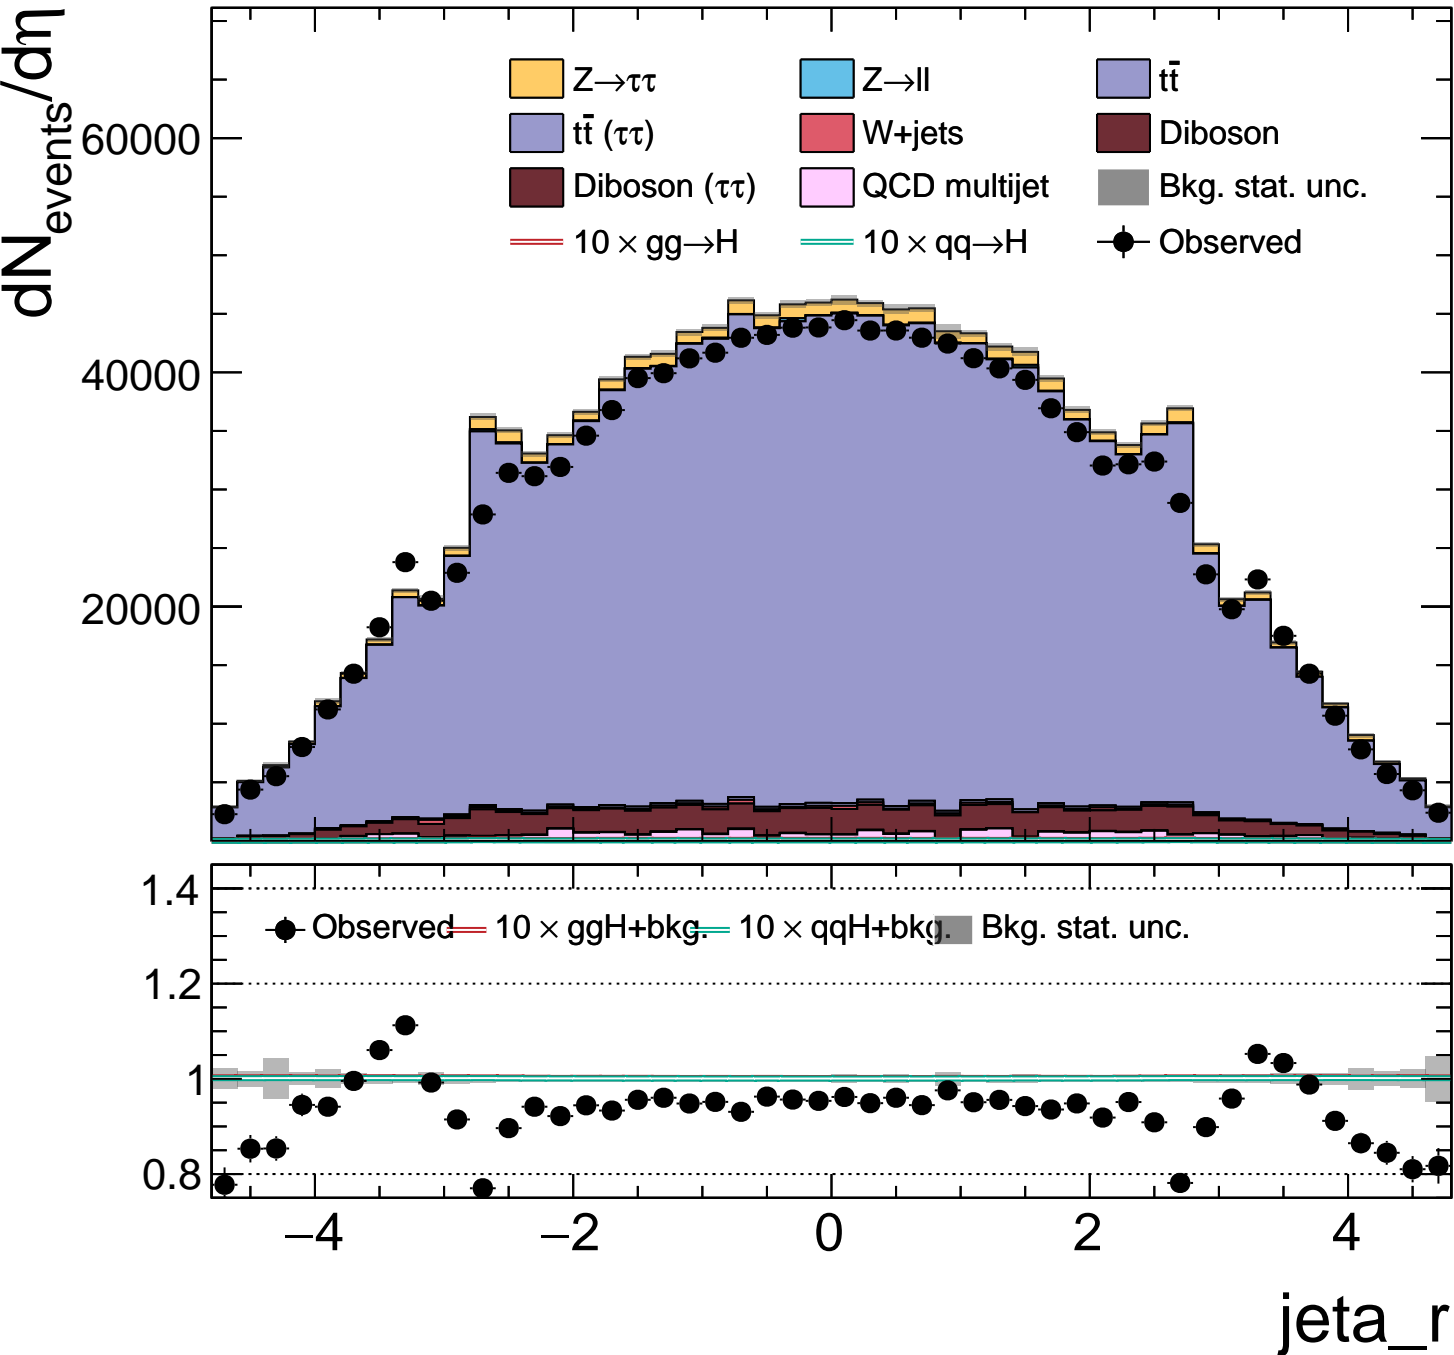 dN_events/dη
Z→ττ Z→ll tt̄
tt̄ (ττ) W+jets Diboson
Diboson (ττ) QCD multijet Bkg. stat. unc.
10 × gg→H 10 × qq→H Observed
60000
40000
20000
1.4
Observed 10 × ggH+bkg. 10 × qqH+bkg. Bkg. stat. unc.
1.2
1
0.8
−4 −2 0 2 4
jeta_r